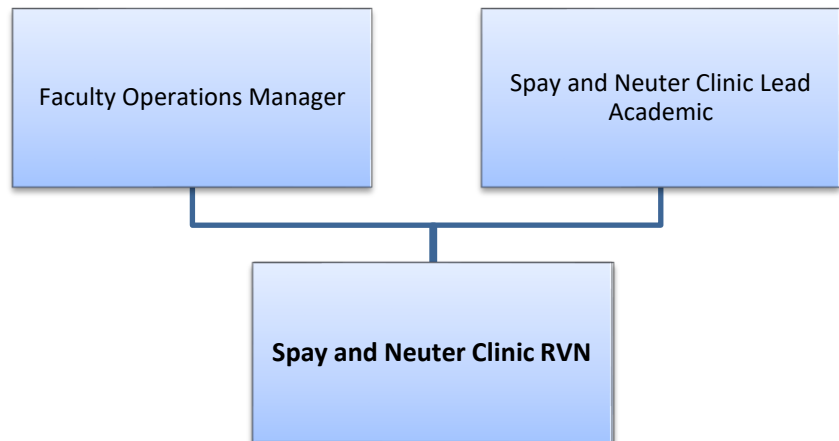 Faculty Operations Manager
Spay and Neuter Clinic Lead
Academic
Spay and Neuter Clinic RVN